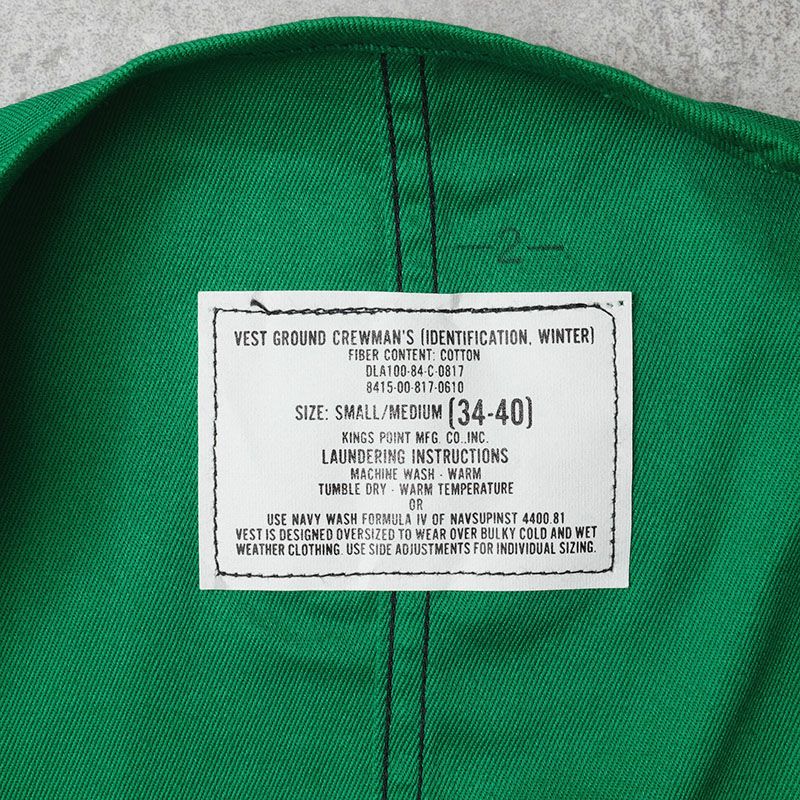 —2—
VEST GROUND CREWMAN'S (IDENTIFICATION, WINTER)
FIBER CONTENT: COTTON
DLA100-84-C-0817
8415-00-817-0610
SIZE: SMALL/MEDIUM (34-40)
KINGS POINT MFG. CO.,INC.
LAUNDERING INSTRUCTIONS
MACHINE WASH - WARM
TUMBLE DRY - WARM TEMPERATURE
OR
USE NAVY WASH FORMULA IV OF NAVSUPINST 4400.81
VEST IS DESIGNED OVERSIZED TO WEAR OVER BULKY COLD AND WET
WEATHER CLOTHING. USE SIDE ADJUSTMENTS FOR INDIVIDUAL SIZING.